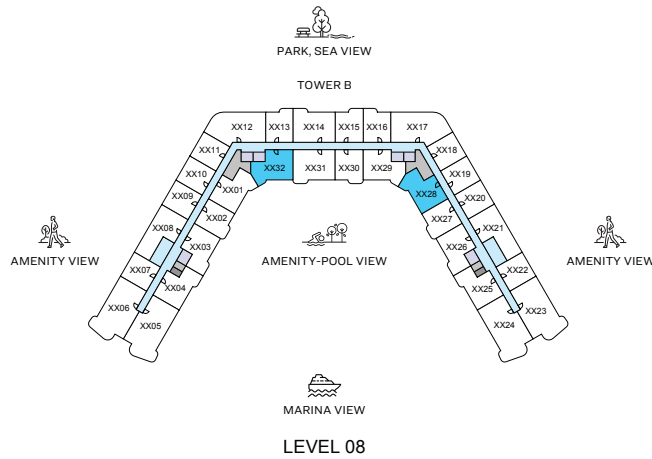 PARK, SEA VIEW
TOWER B
XX12
XX13
XX14
XX15
XX16
XX17
XX11
XX18
XX10
XX32
XX31
XX30
XX29
XX19
XX09
XX01
XX28
XX20
XX02
XX27
XX08
XX21
XX03
XX26
AMENITY VIEW
AMENITY-POOL VIEW
AMENITY VIEW
XX07
XX22
XX04
XX25
XX06
XX23
XX05
XX24
MARINA VIEW
LEVEL 08